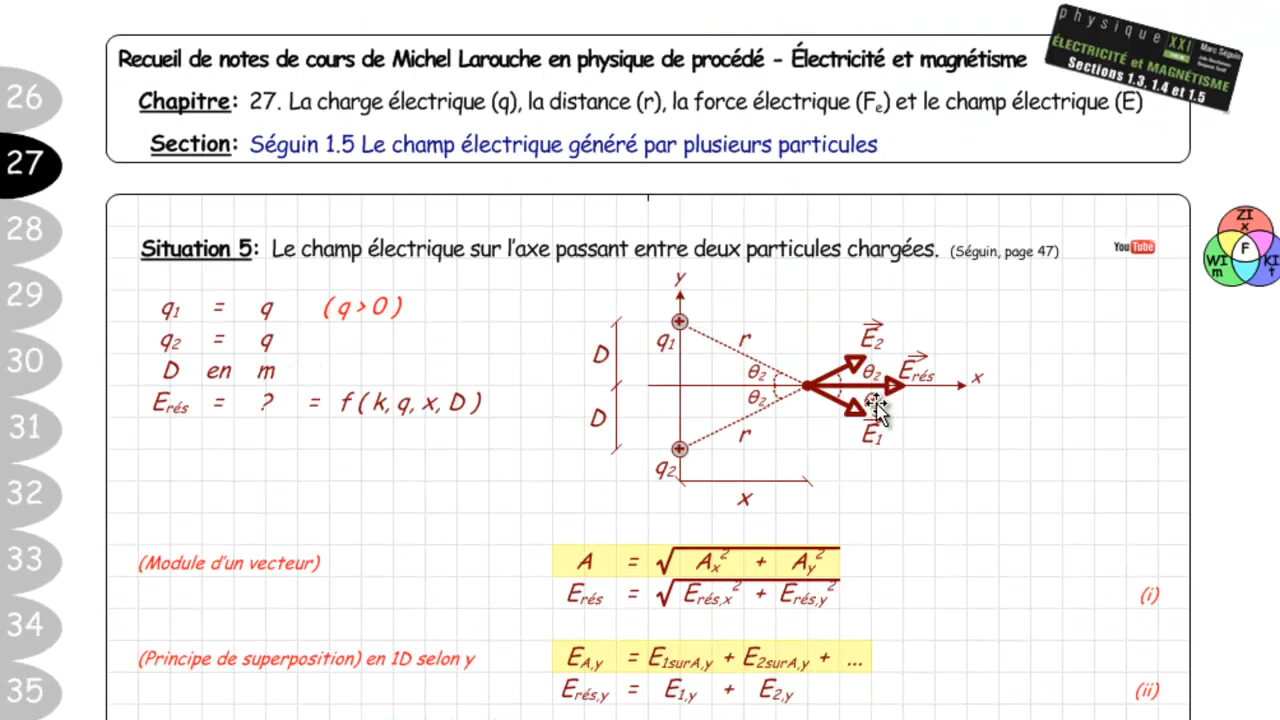 physique XXI
Marc Séguin
ÉLECTRICITÉ et MAGNÉTISME
Sections 1.3, 1.4 et 1.5
Recueil de notes de cours de Michel Larouche en physique de procédé - Électricité et magnétisme
Chapitre: 27. La charge électrique (q), la distance (r), la force électrique (Fe) et le champ électrique (E)
Section: Séguin 1.5 Le champ électrique généré par plusieurs particules
26
27
28
29
30
31
32
33
34
35
Situation 5: Le champ électrique sur l'axe passant entre deux particules chargées. (Séguin, page 47)
YouTube
ZI
x
WI
m
F
KI
t
q1 = q (q > 0)
q2 = q
D en m
Erés = ? = f ( k, q, x, D )
y
q1
r
E2
D
θ2
θ2
Erés
x
D
θ2
E1
r
q2
x
(Module d'un vecteur) A = √ Ax² + Ay²
Erés = √ Erés,x² + Erés,y² (i)
(Principe de superposition) en 1D selon y EA,y = E1surA,y + E2surA,y + ...
Erés,y = E1,y + E2,y (ii)